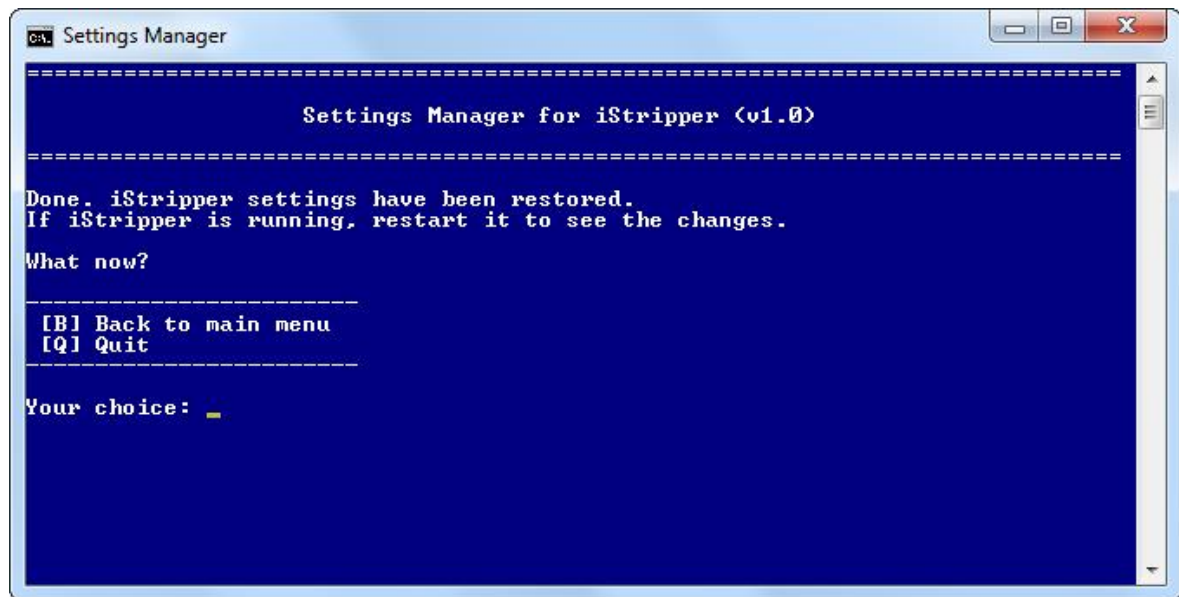 Settings Manager
===============================================================================
Settings Manager for iStripper (v1.0)
===============================================================================
Done. iStripper settings have been restored.
If iStripper is running, restart it to see the changes.
What now?
------------------------
[B] Back to main menu
[Q] Quit
------------------------
Your choice: _